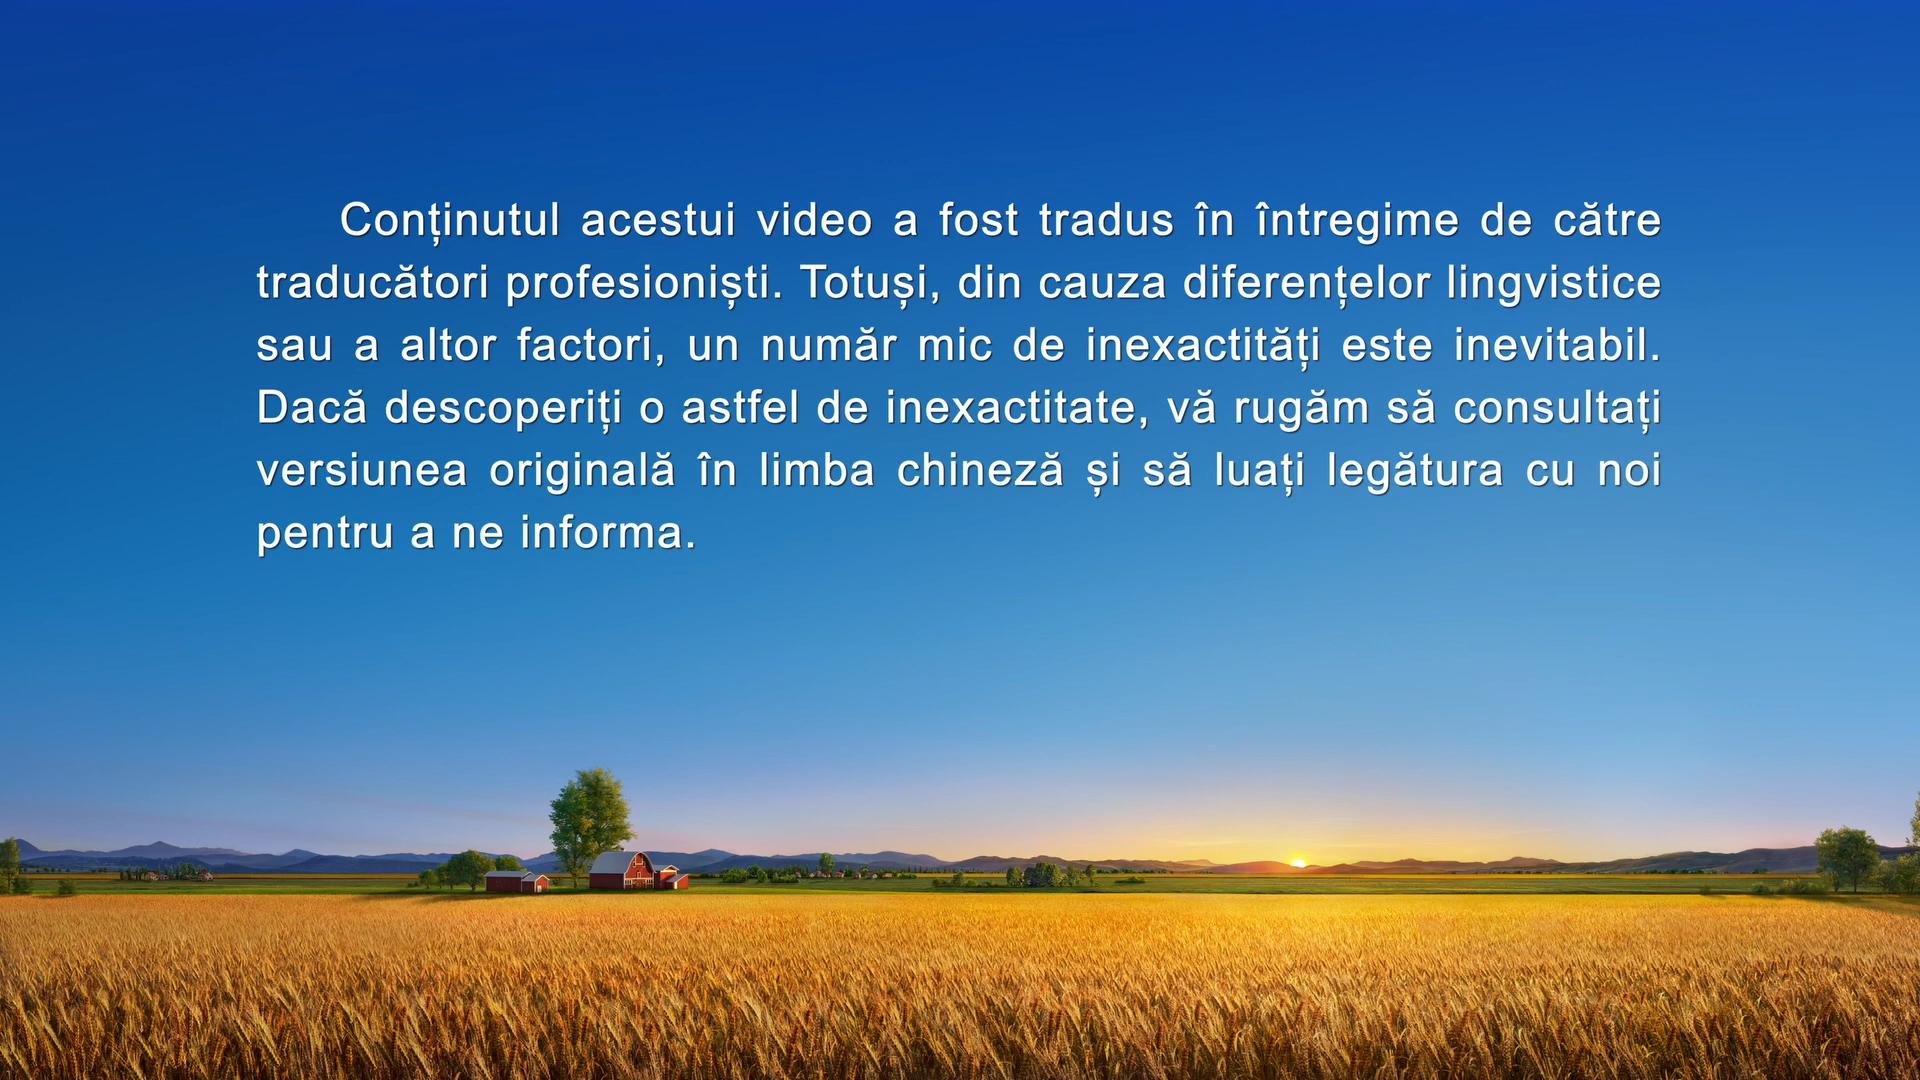 Conținutul acestui video a fost tradus în întregime de către
traducători profesioniști. Totuși, din cauza diferențelor lingvistice
sau a altor factori, un număr mic de inexactități este inevitabil.
Dacă descoperiți o astfel de inexactitate, vă rugăm să consultați
versiunea originală în limba chineză și să luați legătura cu noi
pentru a ne informa.